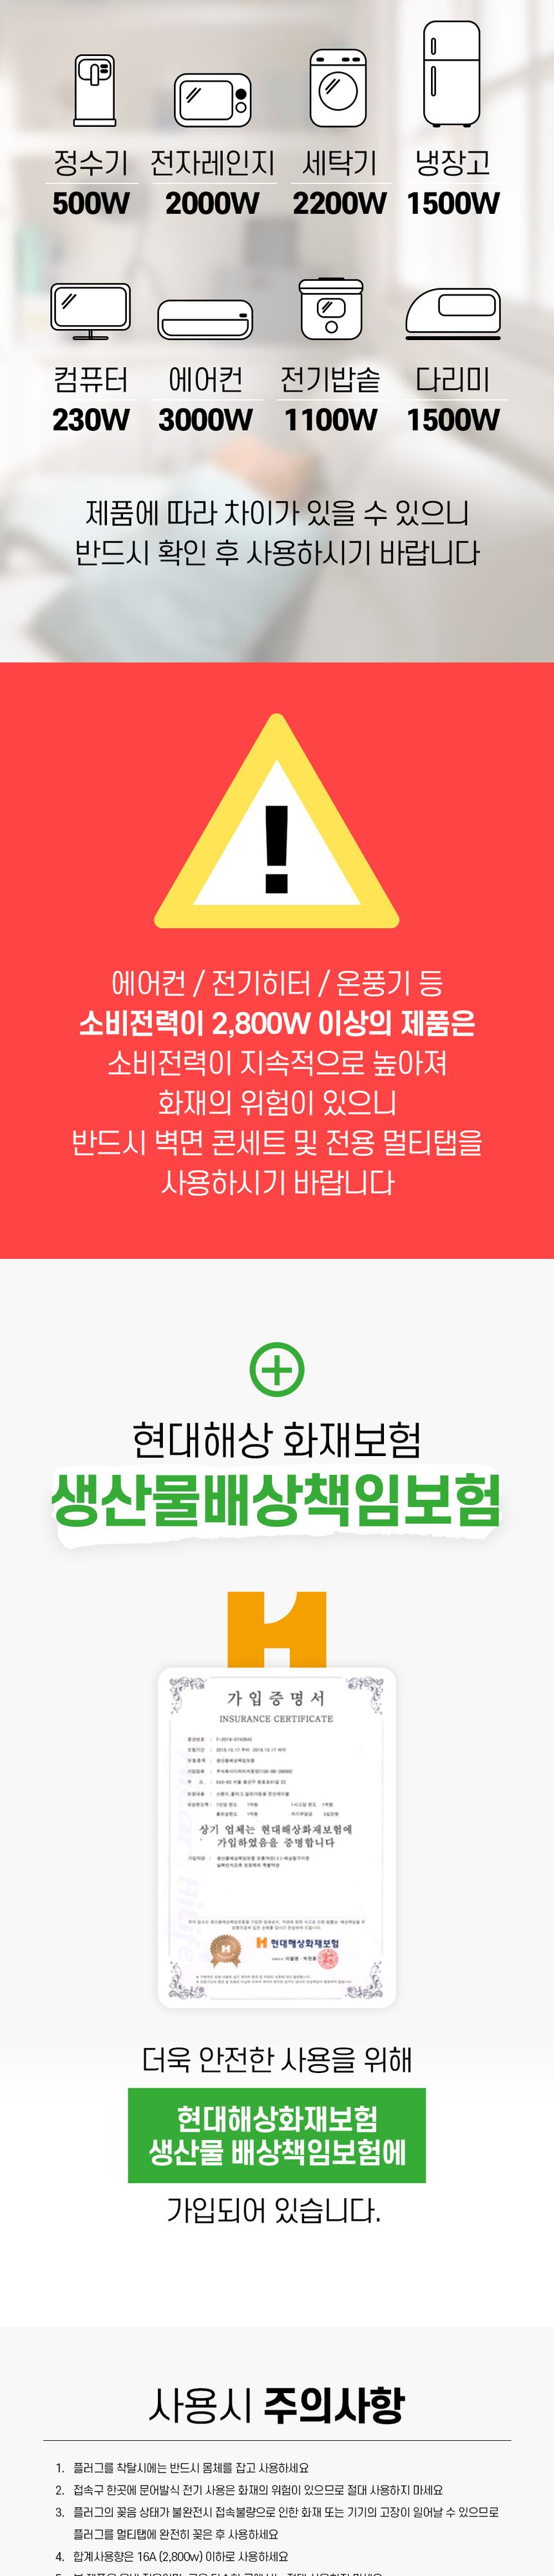 정수기 전자레인지 세탁기 냉장고
500W 2000W 2200W 1500W
컴퓨터 에어컨 전기밥솥 다리미
230W 3000W 1100W 1500W
제품에 따라 차이가 있을 수 있으니
반드시 확인 후 사용하시기 바랍니다
!
에어컨 / 전기히터 / 온풍기 등
소비전력이 2,800W 이상의 제품은
소비전력이 지속적으로 높아져
화재의 위험이 있으니
반드시 벽면 콘세트 및 전용 멀티탭을
사용하시기 바랍니다
현대해상 화재보험
생산물배상책임보험
가 입 증 명 서
INSURANCE CERTIFICATE
상기 업체는 현대해상화재보험에
가입하였음을 증명합니다
현대해상화재보험
더욱 안전한 사용을 위해
현대해상화재보험
생산물 배상책임보험에
가입되어 있습니다.
사용시 주의사항
1. 플러그를 착탈시에는 반드시 몸체를 잡고 사용하세요
2. 접속구 한곳에 문어발식 전기 사용은 화재의 위험이 있으므로 절대 사용하지 마세요
3. 플러그의 꽂음 상태가 불완전시 접속불량으로 인한 화재 또는 기기의 고장이 일어날 수 있으므로
플러그를 멀티탭에 완전히 꽂은 후 사용하세요
4. 합계사용량은 16A (2,800w) 이하로 사용하세요